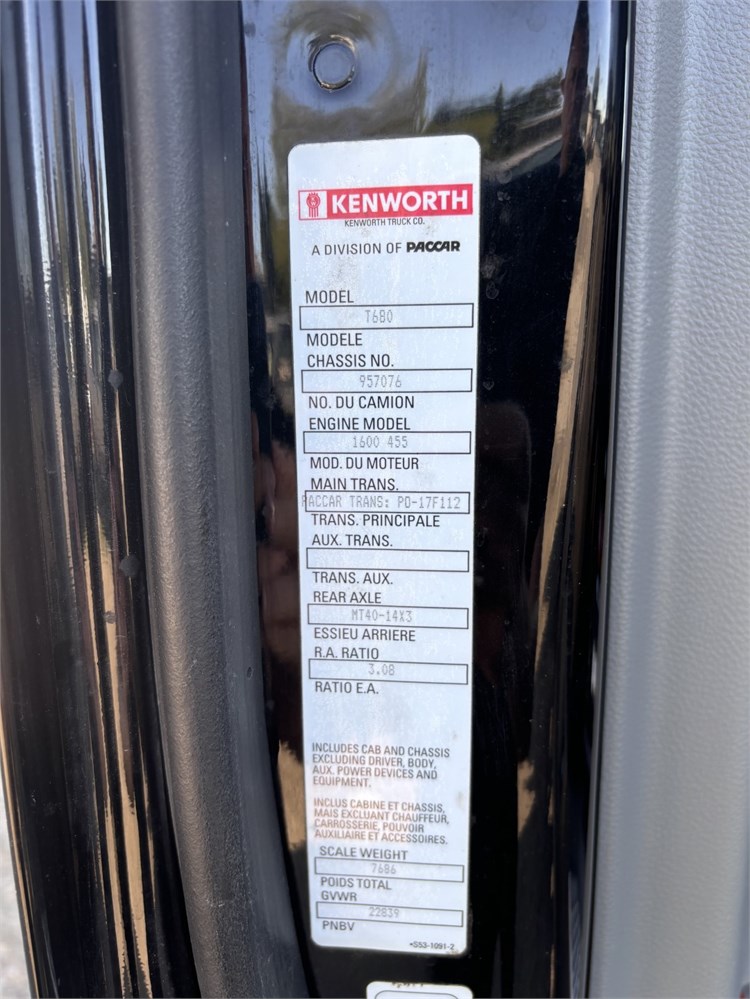 KENWORTH
KENWORTH TRUCK CO.
A DIVISION OF PACCAR
MODEL
T680
MODELE
CHASSIS NO.
957076
NO. DU CAMION
ENGINE MODEL
1600 455
MOD. DU MOTEUR
MAIN TRANS.
PACCAR TRANS: PO-17F112
TRANS. PRINCIPALE
AUX. TRANS.
TRANS. AUX.
REAR AXLE
MT40-14X3
ESSIEU ARRIERE
R.A. RATIO
3.08
RATIO E.A.
INCLUDES CAB AND CHASSIS
EXCLUDING DRIVER, BODY,
AUX. POWER DEVICES AND
EQUIPMENT.
INCLUS CABINE ET CHASSIS,
MAIS EXCLUANT CHAUFFEUR,
CARROSSERIE, POUVOIR
AUXILIAIRE ET ACCESSOIRES.
SCALE WEIGHT
7686
POIDS TOTAL
GVWR
22839
PNBV
•S53-1091-2